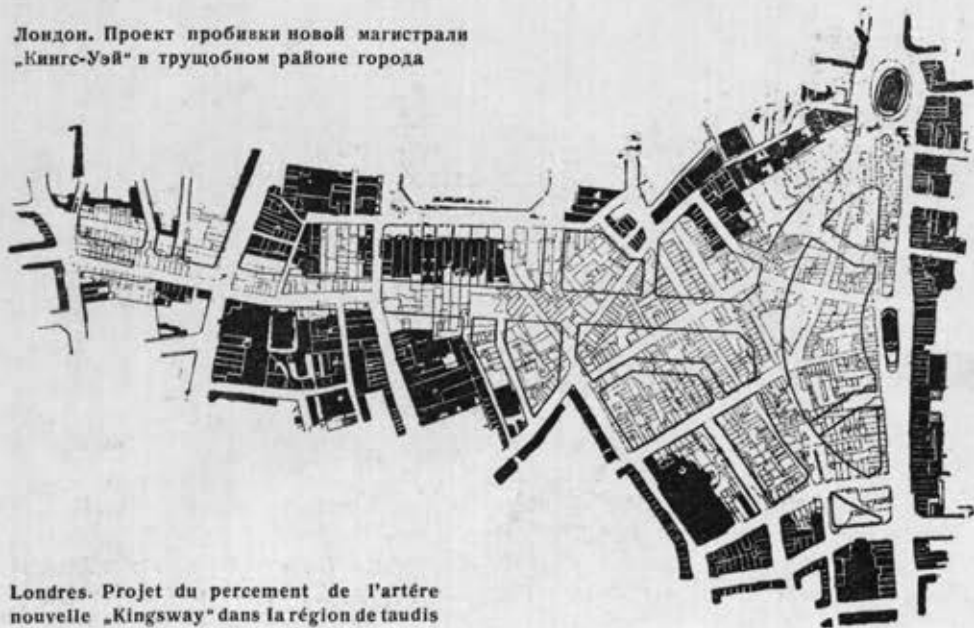 Лондон. Проект пробивки новой магистрали
„Кингс-Уэй“ в трущобном районе города
Londres. Projet du percement de l'artére
nouvelle „Kingsway“ dans la région de taudis